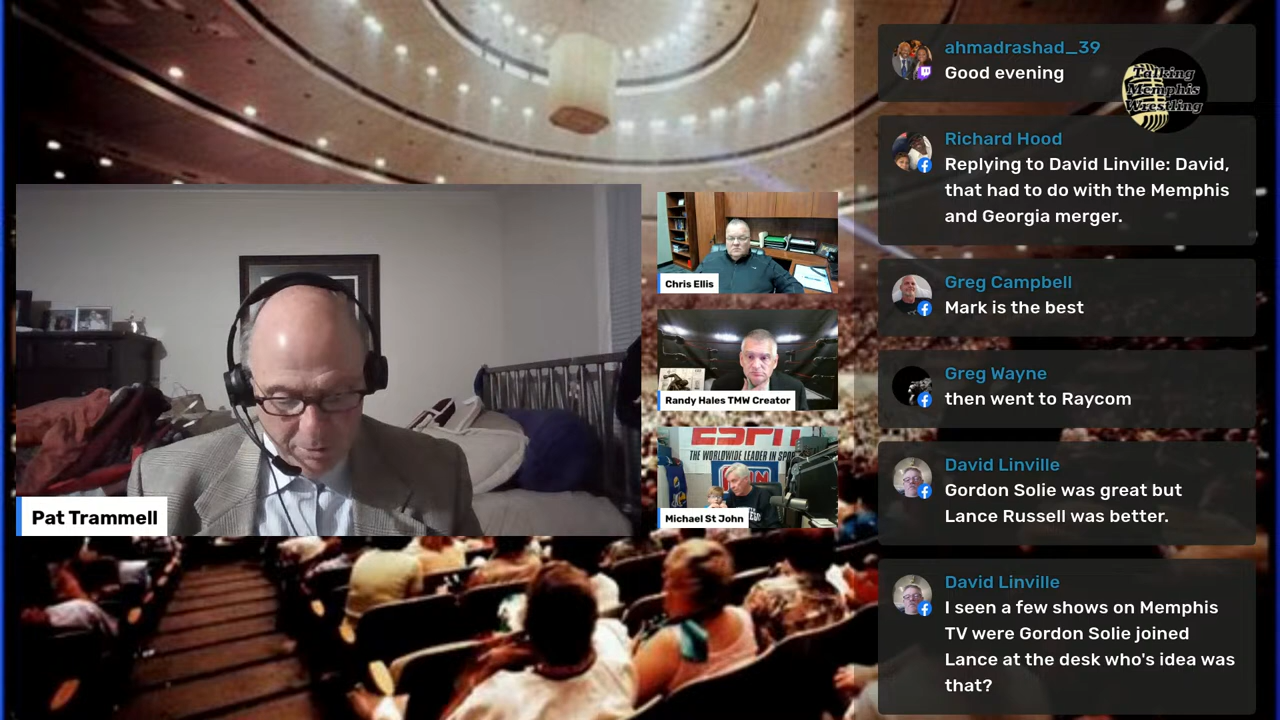 ahmadrashad_39
Good evening
Talking
Memphis
Wrestling
Richard Hood
Replying to David Linville: David,
that had to do with the Memphis
and Georgia merger.
Greg Campbell
Mark is the best
Greg Wayne
then went to Raycom
David Linville
Gordon Solie was great but
Lance Russell was better.
David Linville
I seen a few shows on Memphis
TV were Gordon Solie joined
Lance at the desk who's idea was
that?
Pat Trammell
Chris Ellis
Randy Hales TMW Creator
ESPN
THE WORLDWIDE LEADER IN SPOR
Michael St John